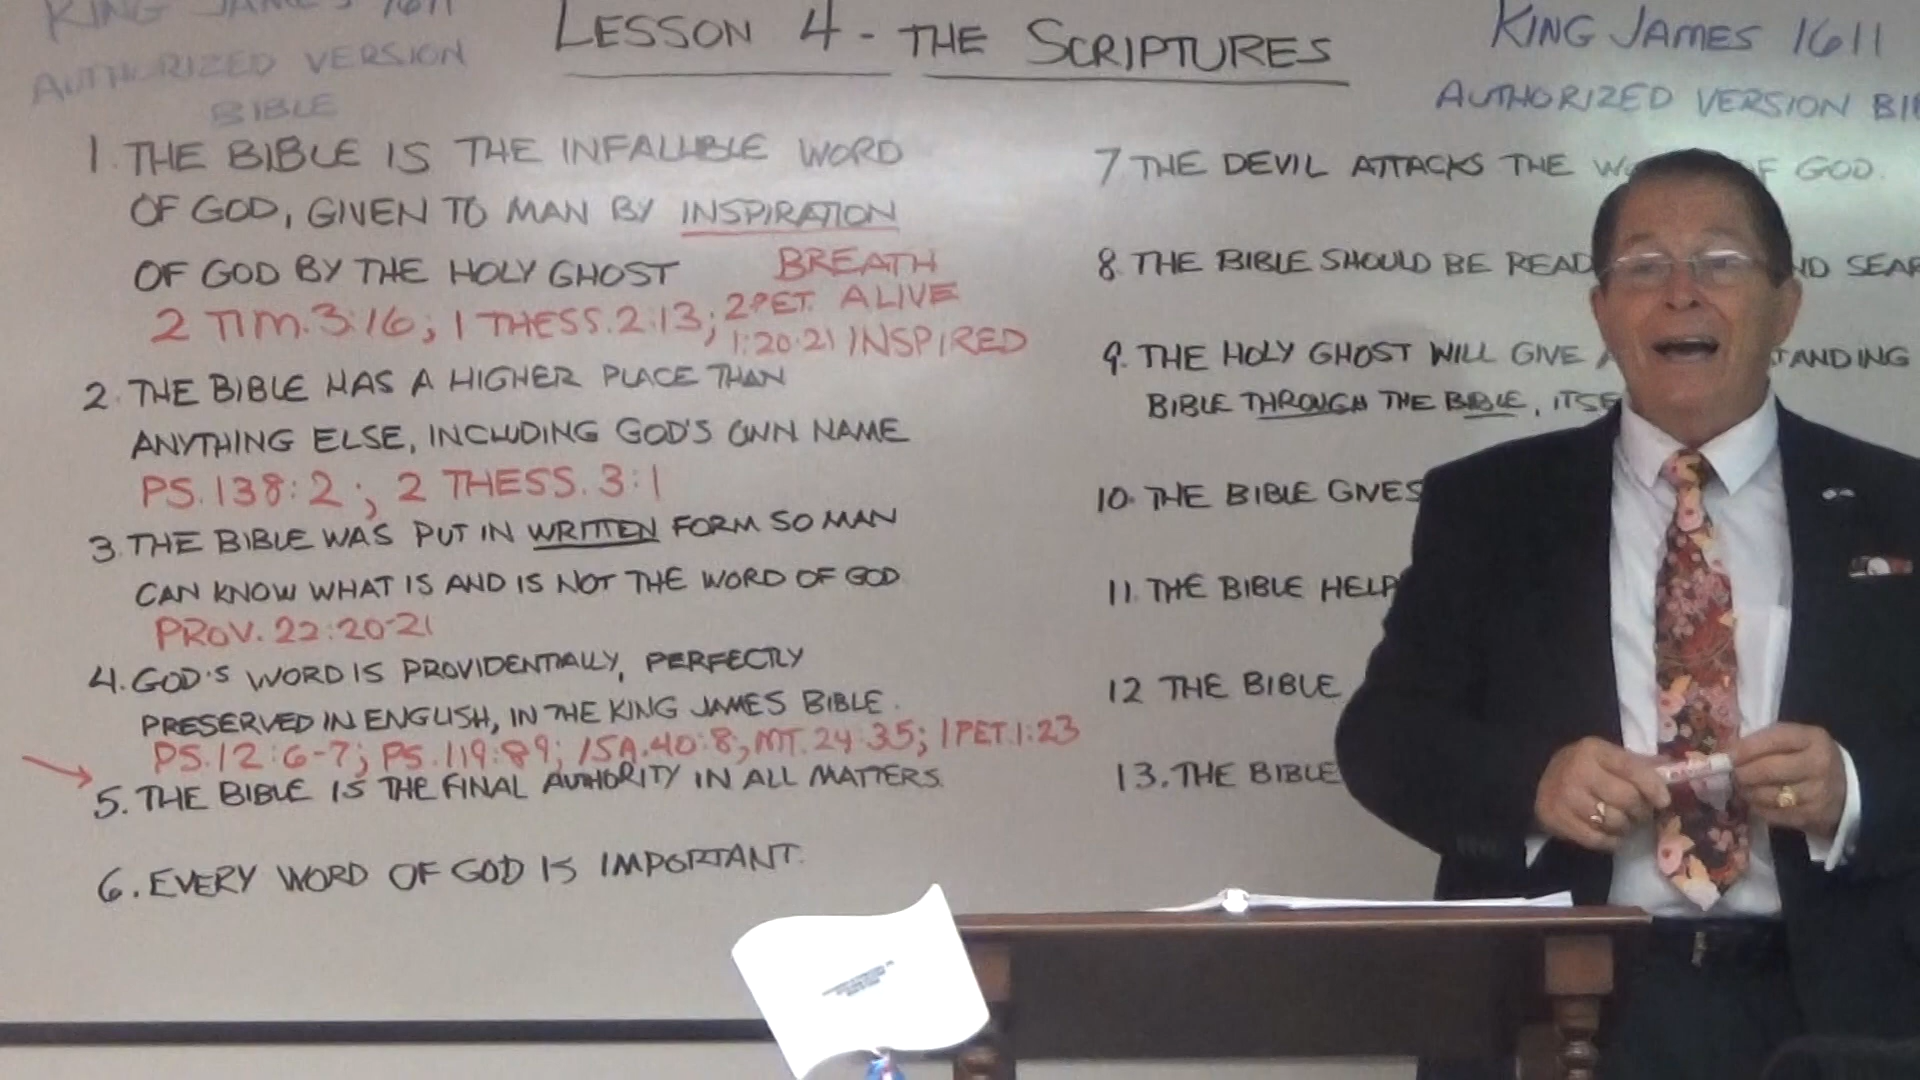 KING JAMES 1611
AUTHORIZED VERSION
BIBLE
LESSON 4 - THE SCRIPTURES
KING JAMES 1611
AUTHORIZED VERSION
1. THE BIBLE IS THE INFALLIBLE WORD
OF GOD, GIVEN TO MAN BY INSPIRATION
OF GOD BY THE HOLY GHOST
BREATH
ALIVE
INSPIRED
2 TIM. 3:16; 1 THESS. 2:13; 2 PET.
1:20-21
2. THE BIBLE HAS A HIGHER PLACE THAN
ANYTHING ELSE, INCLUDING GOD'S OWN NAME
PS. 138:2; 2 THESS. 3:1
3. THE BIBLE WAS PUT IN WRITTEN FORM SO MAN
CAN KNOW WHAT IS AND IS NOT THE WORD OF GOD
PROV. 22:20-21
4. GOD'S WORD IS PROVIDENTIALLY, PERFECTLY
PRESERVED IN ENGLISH, IN THE KING JAMES BIBLE.
PS. 12:6-7; PS. 119:89; ISA. 40:8; MT. 24:35; 1 PET. 1:23
5. THE BIBLE IS THE FINAL AUTHORITY IN ALL MATTERS.
6. EVERY WORD OF GOD IS IMPORTANT.
7 THE DEVIL ATTACKS THE OF GOD.
8. THE BIBLE SHOULD BE READ
9. THE HOLY GHOST WILL GIVE
BIBLE THROUGH THE BIBLE,
10. THE BIBLE GIVES
11. THE BIBLE
12 THE BIBLE
13. THE BIBLE